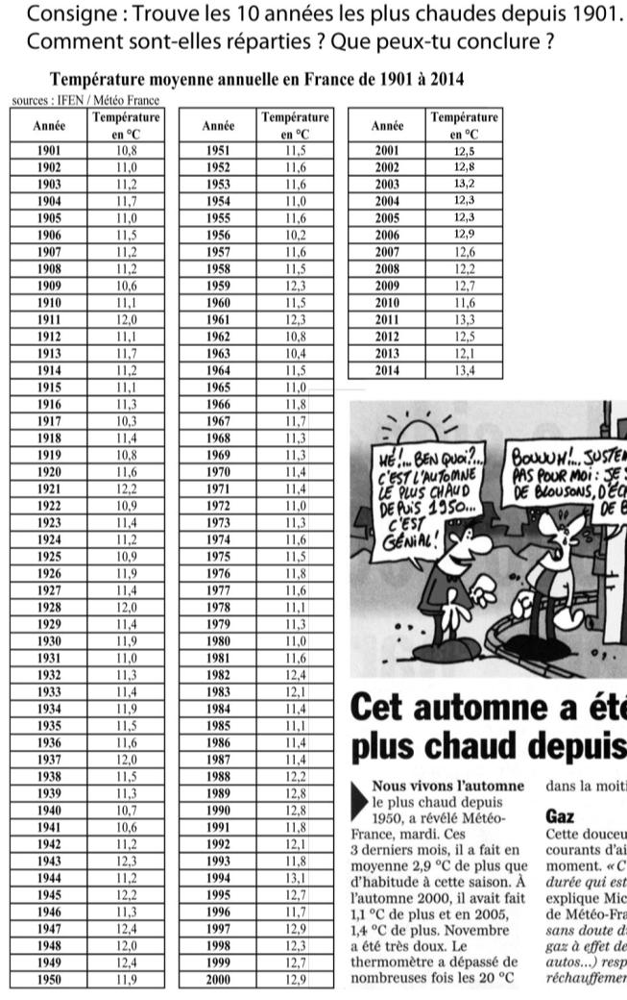 Consigne : Trouve les 10 années les plus chaudes depuis 1901.
Comment sont-elles réparties ? Que peux-tu conclure ?
Température moyenne annuelle en France de 1901 à 2014
sources : IFEN / Météo France
Année Température en °C
1901 10,8
1902 11,0
1903 11,2
1904 11,7
1905 11,0
1906 11,5
1907 11,2
1908 11,2
1909 10,6
1910 11,1
1911 12,0
1912 11,1
1913 11,7
1914 11,2
1915 11,1
1916 11,3
1917 10,3
1918 11,4
1919 10,8
1920 11,6
1921 12,2
1922 10,9
1923 11,4
1924 11,2
1925 10,9
1926 11,9
1927 11,4
1928 12,0
1929 11,4
1930 11,9
1931 11,0
1932 11,3
1933 11,4
1934 11,9
1935 11,5
1936 11,6
1937 12,0
1938 11,5
1939 11,3
1940 10,7
1941 10,6
1942 11,2
1943 12,3
1944 11,2
1945 12,2
1946 11,3
1947 12,4
1948 12,0
1949 12,4
1950 11,9
Année Température en °C
1951 11,5
1952 11,6
1953 11,6
1954 11,0
1955 11,6
1956 10,2
1957 11,6
1958 11,5
1959 12,3
1960 11,5
1961 12,3
1962 10,8
1963 10,4
1964 11,5
1965 11,0
1966 11,8
1967 11,7
1968 11,3
1969 11,3
1970 11,4
1971 11,4
1972 11,0
1973 11,3
1974 11,6
1975 11,5
1976 11,8
1977 11,6
1978 11,1
1979 11,3
1980 11,0
1981 11,6
1982 12,4
1983 12,1
1984 11,4
1985 11,1
1986 11,4
1987 11,4
1988 12,2
1989 12,8
1990 12,8
1991 11,8
1992 12,1
1993 11,8
1994 13,1
1995 12,7
1996 11,7
1997 12,9
1998 12,3
1999 12,7
2000 12,9
Année Température en °C
2001 12,5
2002 12,8
2003 13,2
2004 12,3
2005 12,3
2006 12,9
2007 12,6
2008 12,2
2009 12,7
2010 11,6
2011 13,3
2012 12,5
2013 12,1
2014 13,4
HÉ!... BEN QUOI?...
C'EST L'AUTOMNE
LE PLUS CHAUD
DEPUIS 1950...
C'EST
GÉNIAL!
BOUUUH!... JUSTE
PAS POUR MOI : JE
DE BLOUSONS, D'
DE
Cet automne a été
plus chaud depuis
Nous vivons l'automne
le plus chaud depuis
1950, a révélé Météo-
France, mardi. Ces
3 derniers mois, il a fait en
moyenne 2,9 °C de plus que
d'habitude à cette saison. À
l'automne 2000, il avait fait
1,1 °C de plus et en 2005,
1,4 °C de plus. Novembre
a été très doux. Le
thermomètre a dépassé de
nombreuses fois les 20 °C
dans la moiti
Gaz
Cette douceu
courants d'ai
moment. « C
durée qui est
explique Mic
de Météo-Fra
sans doute d
gaz à effet de
autos...) resp
réchauffemer